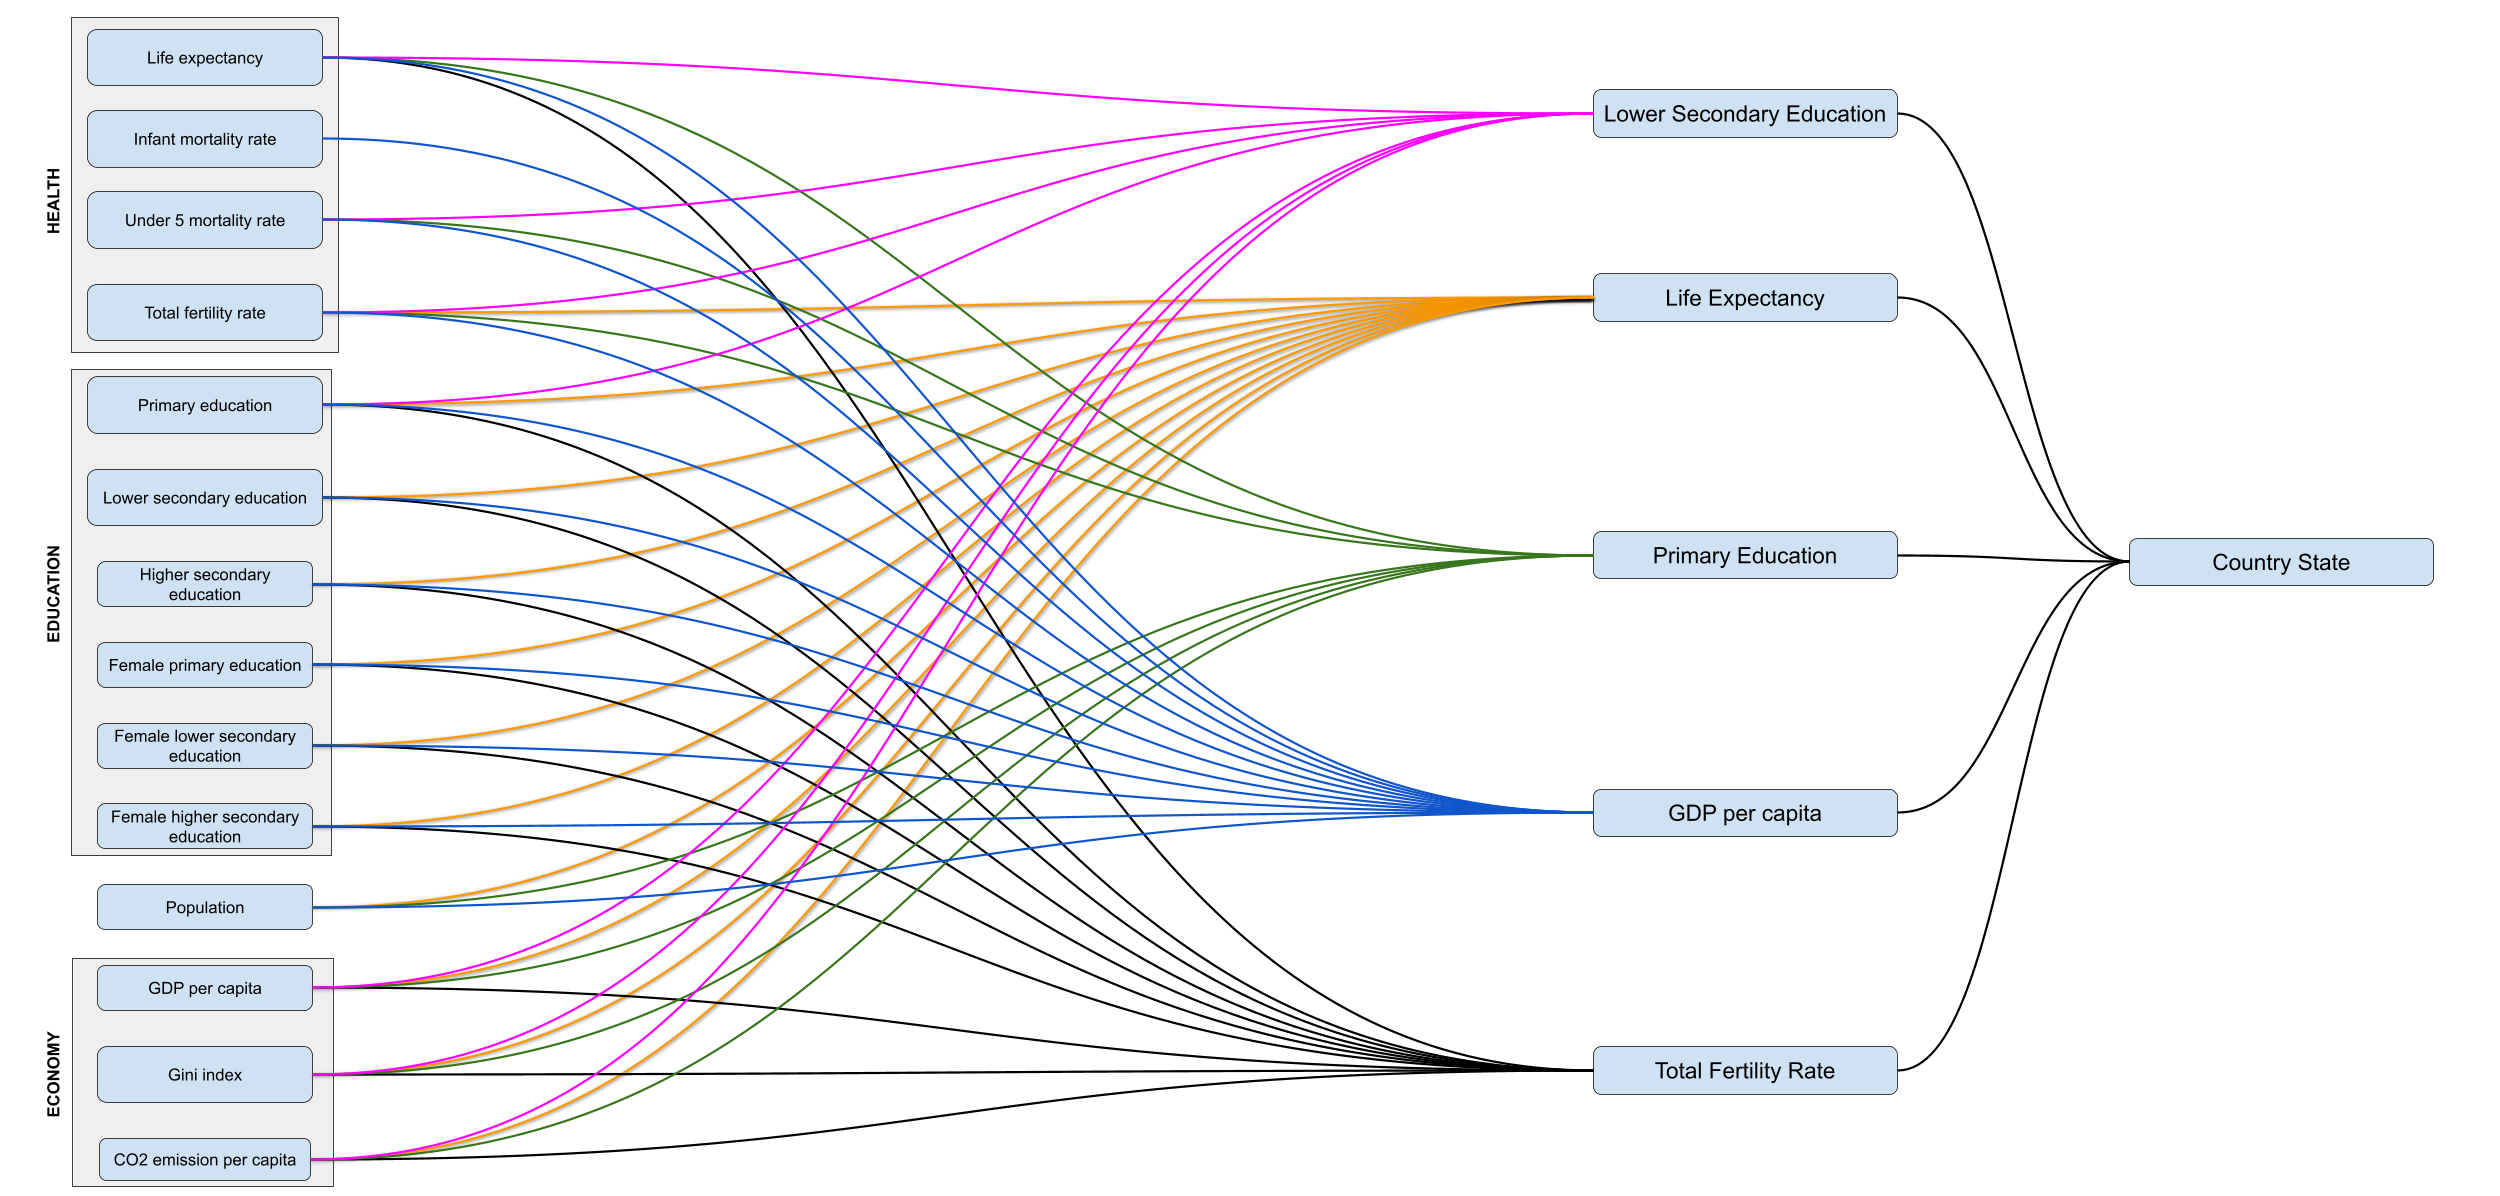 HEALTH
Life expectancy
Infant mortality rate
Under 5 mortality rate
Total fertility rate
EDUCATION
Primary education
Lower secondary education
Higher secondary
education
Female primary education
Female lower secondary
education
Female higher secondary
education
Population
ECONOMY
GDP per capita
Gini index
CO2 emission per capita
Lower Secondary Education
Life Expectancy
Primary Education
GDP per capita
Total Fertility Rate
Country State